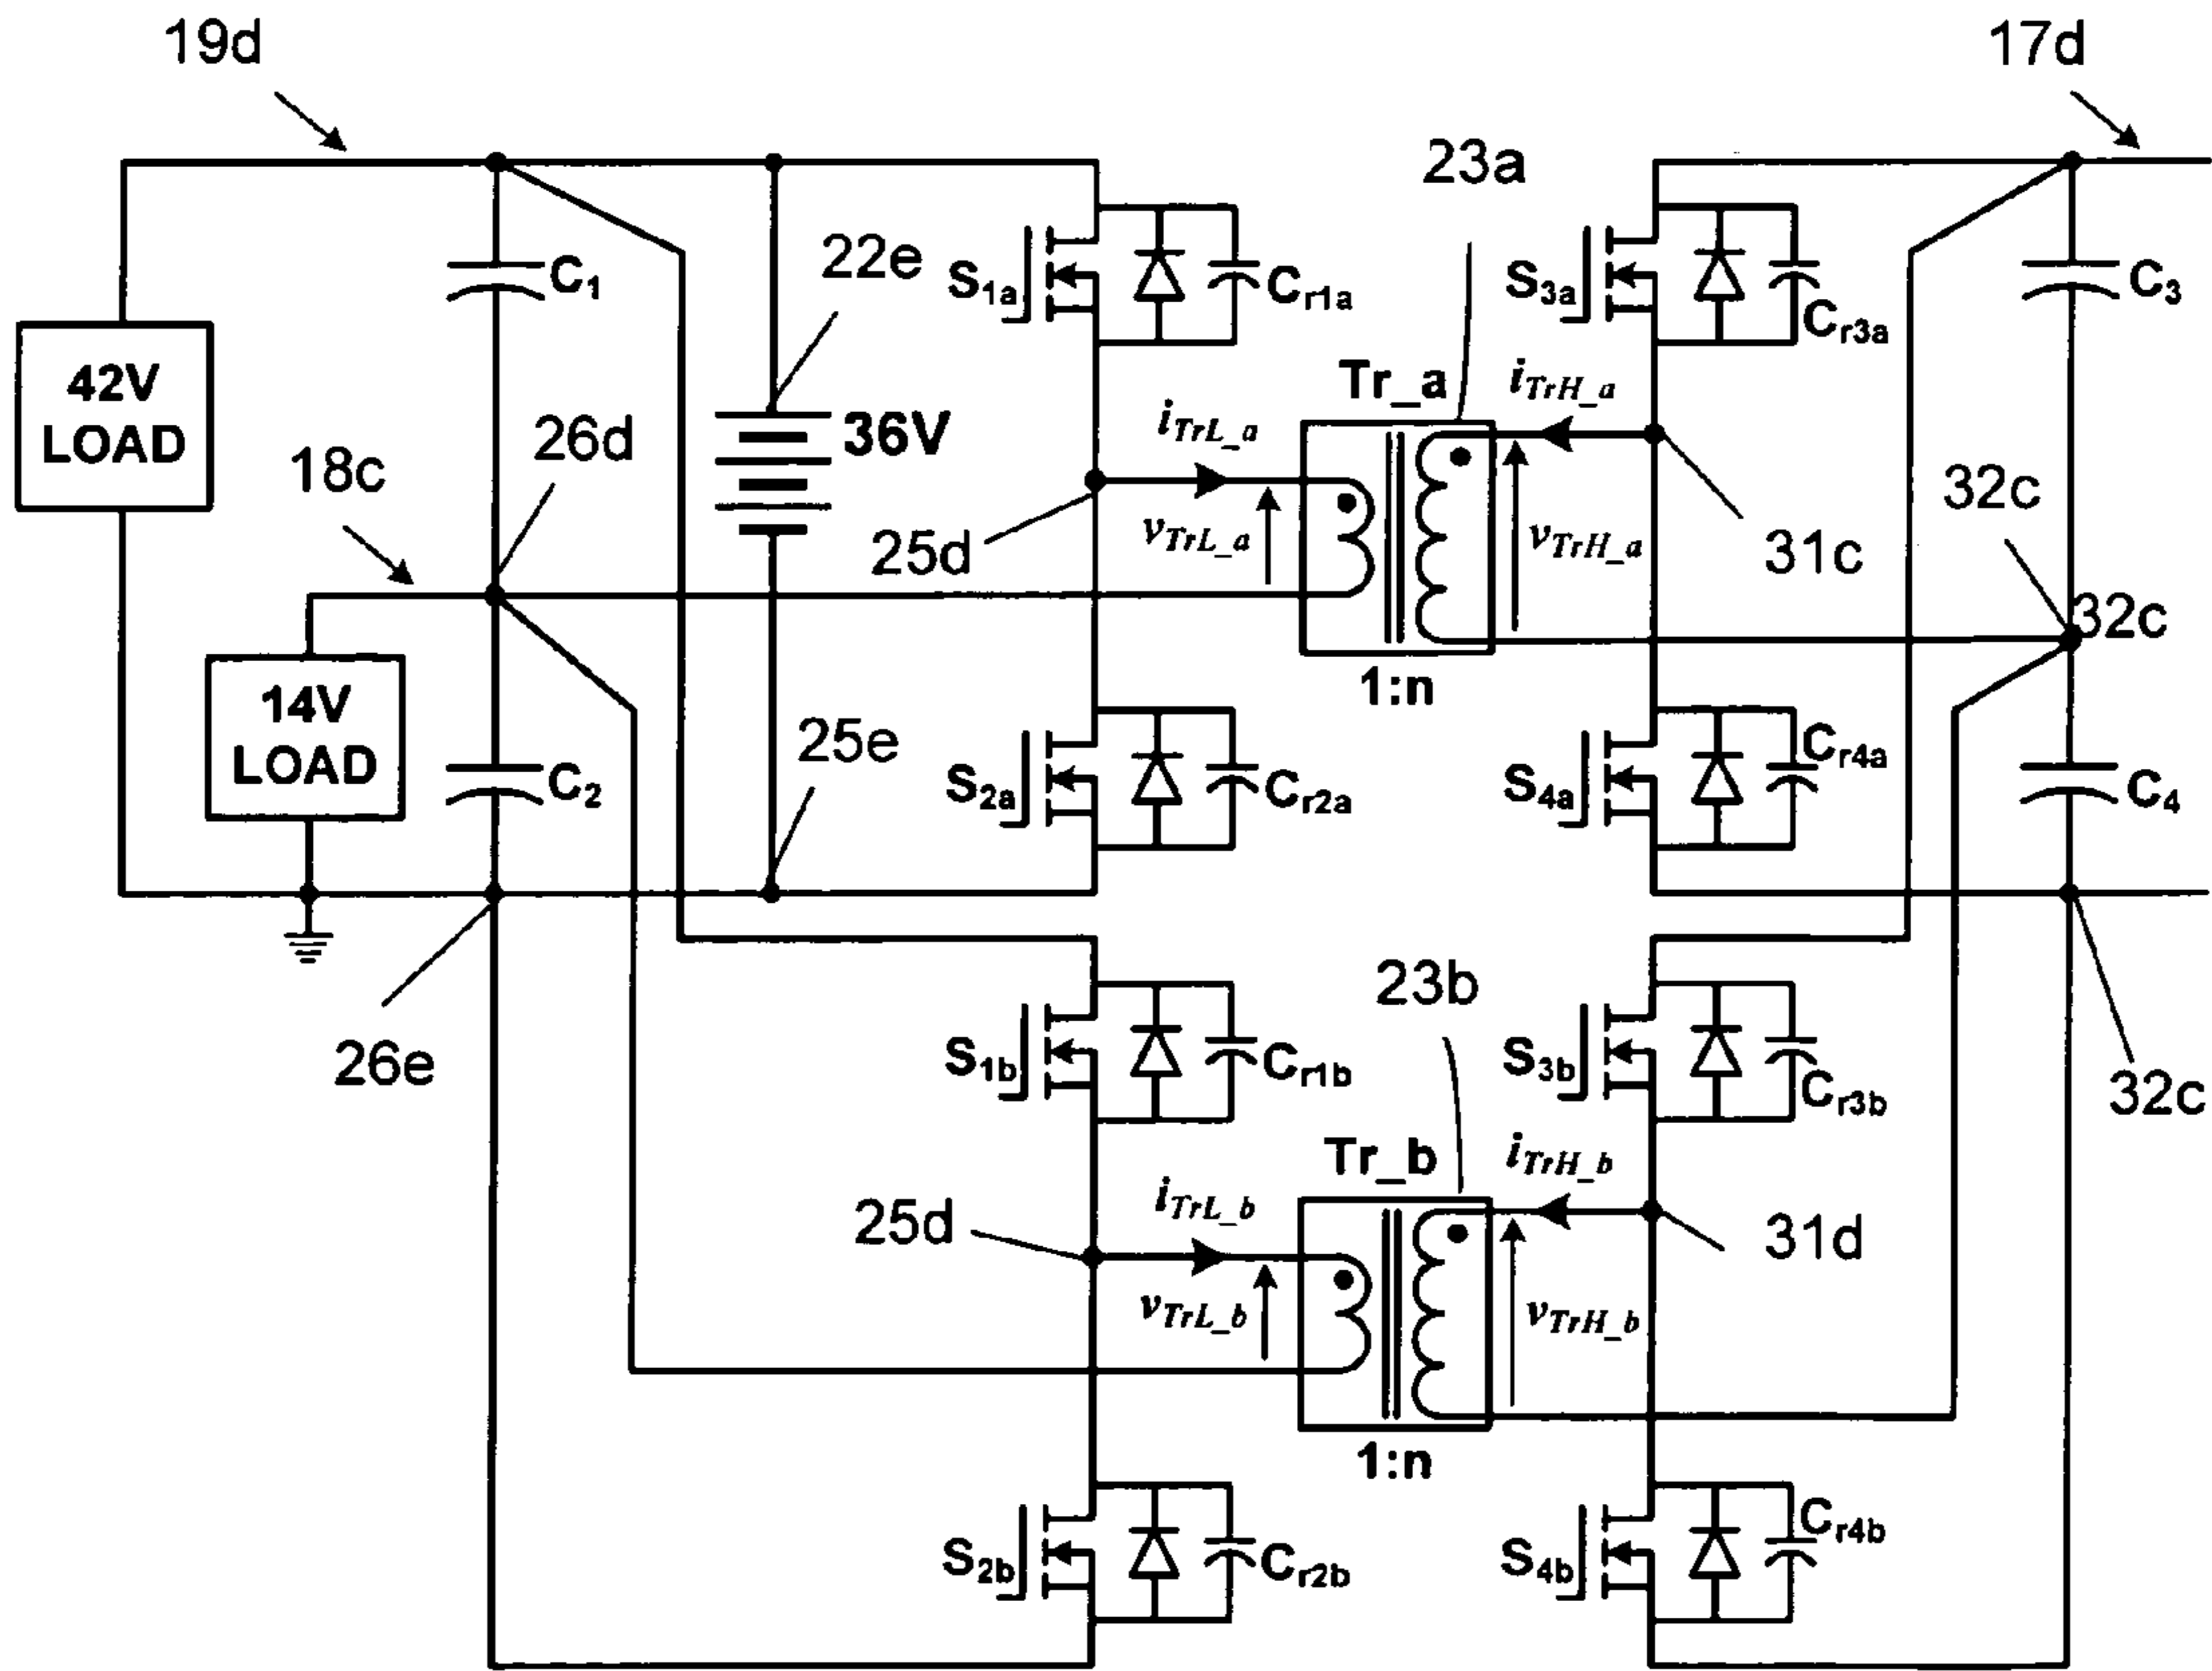 19d
17d
23a
22e
C1
S1a
Cr1a
S3a
Cr3a
C3
42V
LOAD
36V
Tr_a
iTrH_a
iTrL_a
18c
26d
25d
vTrL_a
vTrH_a
31c
32c
32c
1:n
14V
LOAD
25e
C2
S2a
Cr2a
S4a
Cr4a
C4
23b
26e
S1b
Cr1b
S3b
Cr3b
32c
Tr_b
iTrH_b
iTrL_b
25d
31d
vTrL_b
vTrH_b
1:n
S2b
Cr2b
S4b
Cr4b